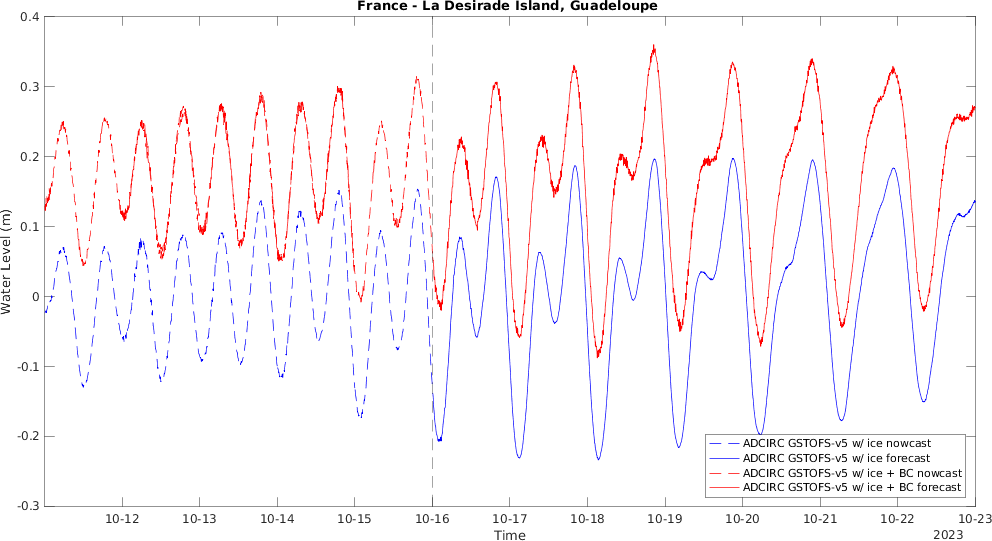 France - La Desirade Island, Guadeloupe
0.4
0.3
0.2
0.1
0
-0.1
-0.2
-0.3
Water Level (m)
ADCIRC GSTOFS-v5 w/ ice nowcast
ADCIRC GSTOFS-v5 w/ ice forecast
ADCIRC GSTOFS-v5 w/ ice + BC nowcast
ADCIRC GSTOFS-v5 w/ ice + BC forecast
10-12 10-13 10-14 10-15 10-16 10-17 10-18 10-19 10-20 10-21 10-22 10-23
Time
2023